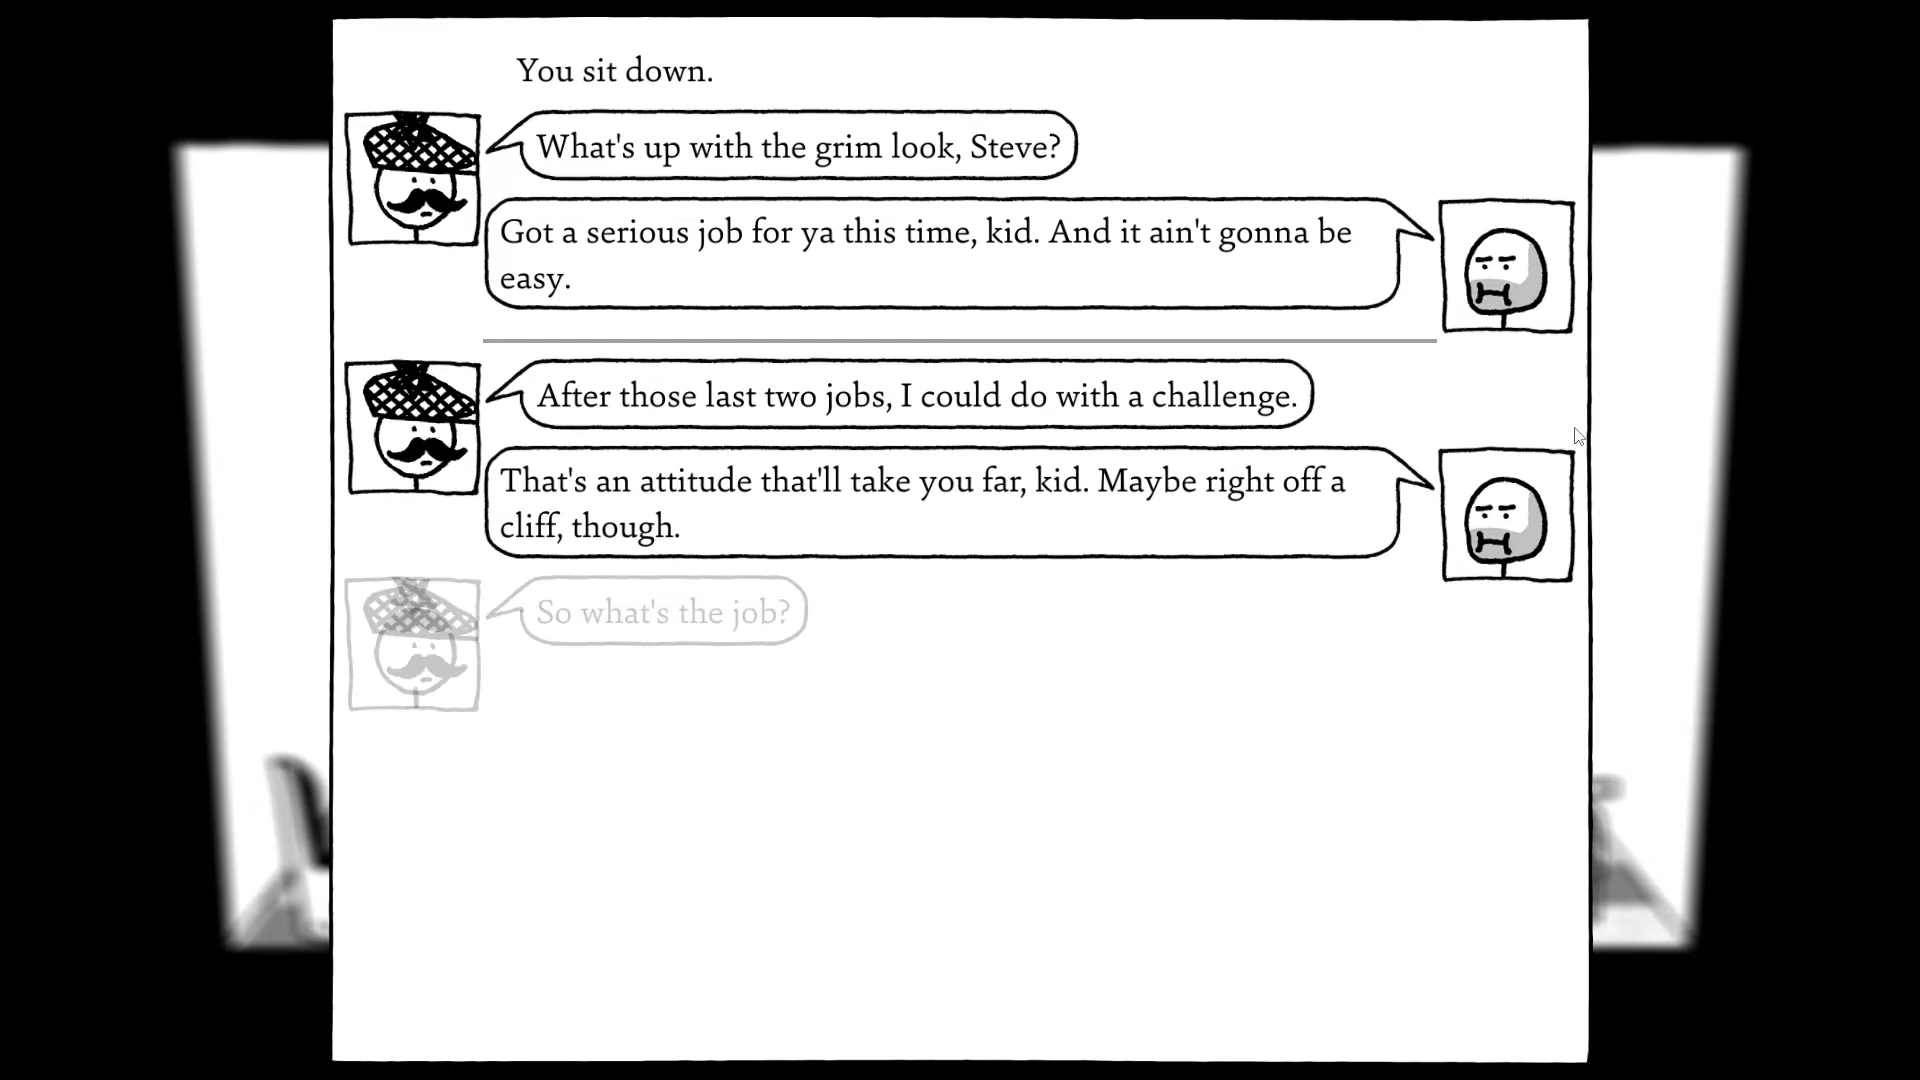 You sit down.
What's up with the grim look, Steve?
Got a serious job for ya this time, kid. And it ain't gonna be
easy.
After those last two jobs, I could do with a challenge.
That's an attitude that'll take you far, kid. Maybe right off a
cliff, though.
So what's the job?